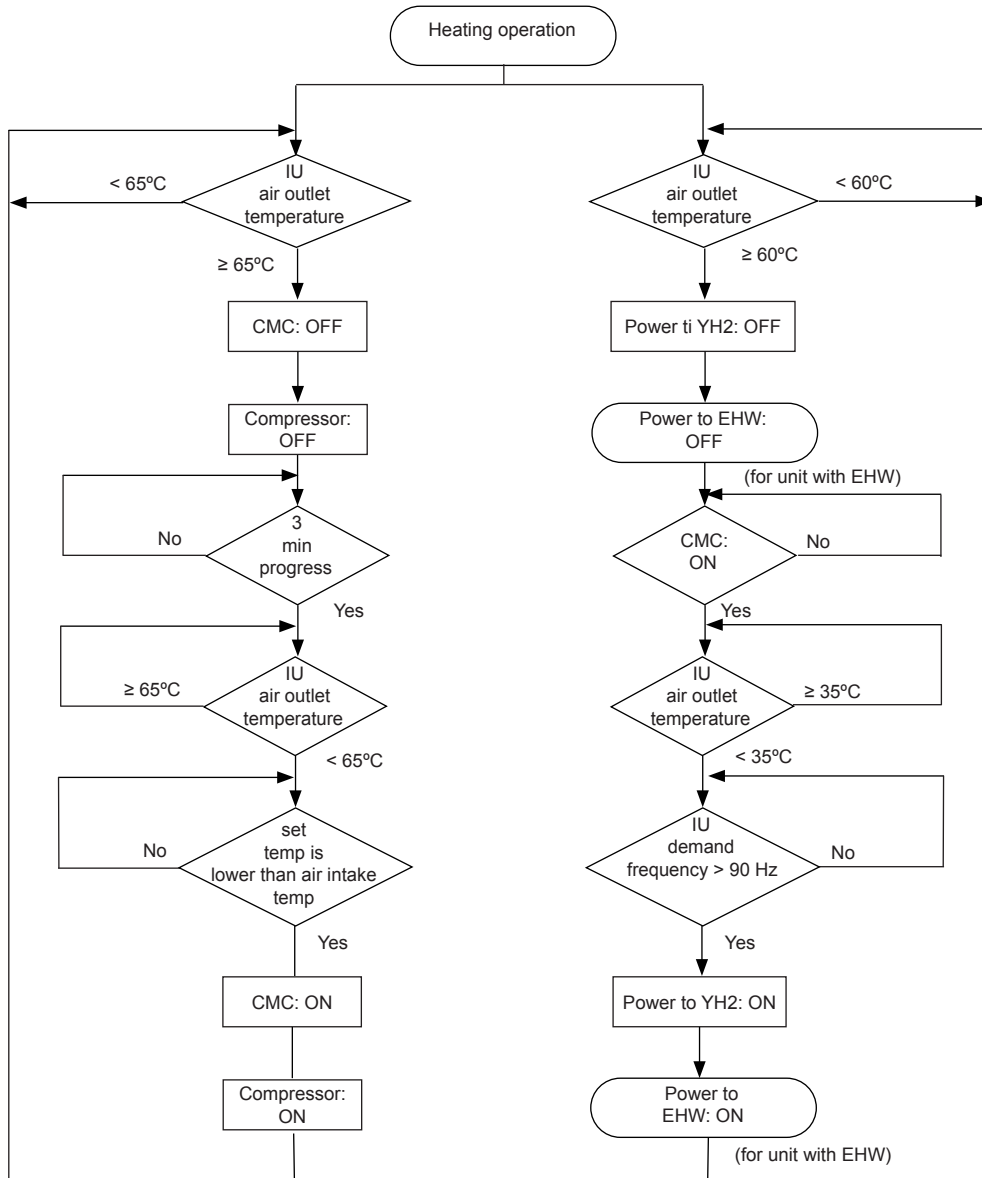 Heating operation
IU
air outlet
temperature
< 65ºC
≥ 65ºC
CMC: OFF
Compressor:
OFF
3
min
progress
No
Yes
IU
air outlet
temperature
≥ 65ºC
< 65ºC
set
temp is
lower than air intake
temp
No
Yes
CMC: ON
Compressor:
ON
IU
air outlet
temperature
< 60ºC
≥ 60ºC
Power ti YH2: OFF
Power to EHW:
OFF
(for unit with EHW)
CMC:
ON
No
Yes
IU
air outlet
temperature
≥ 35ºC
< 35ºC
IU
demand
frequency > 90 Hz
No
Yes
Power to YH2: ON
Power to
EHW: ON
(for unit with EHW)